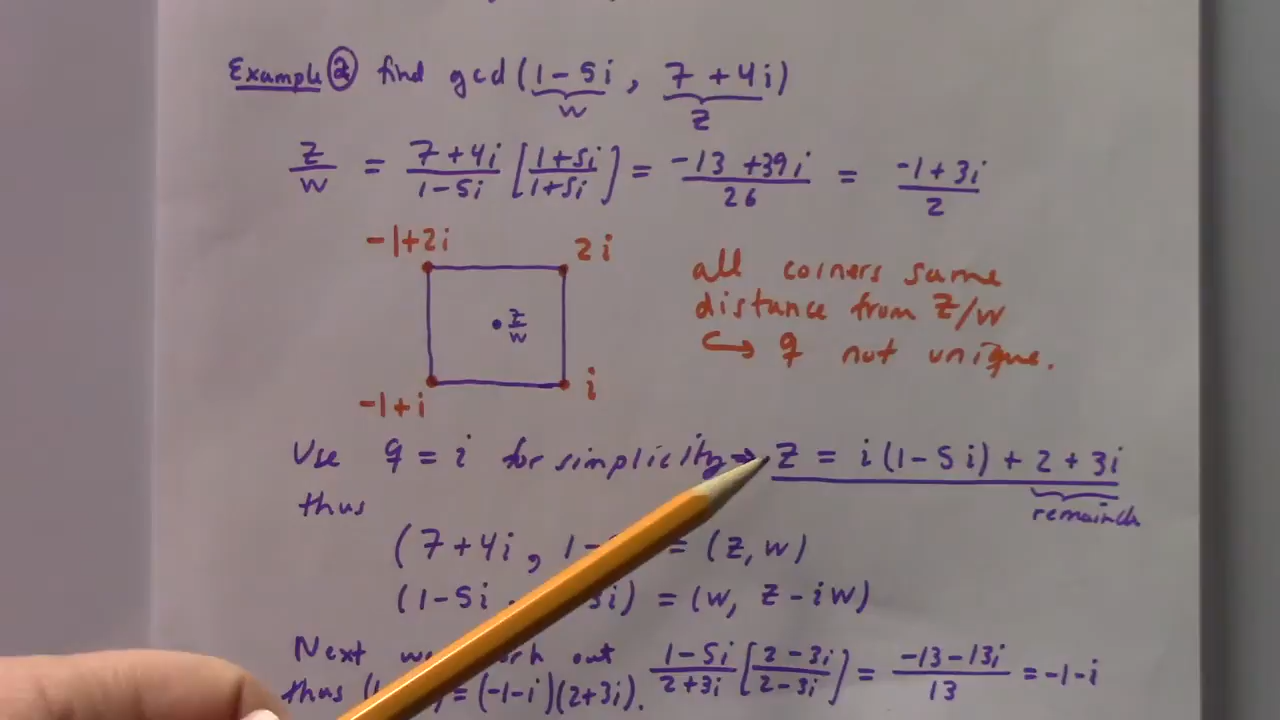 Example ② find gcd(1-5i, 7+4i)
w z
z/w = 7+4i/1-5i [1+5i/1+5i] = -13+39i/26 = -1+3i/2
-1+2i 2i
z/w
-1+i i
all corners same
distance from z/w
↪ q not unique.
Use q = i for simplicity → z = i(1-5i) + 2+3i
thus remainder
(7+4i, 1-5 = (z, w)
(1-5i i) = (w, z-iw)
Next out 1-5i/2+3i [2-3i/2-3i] = -13-13i/13 = -1-i
thus = (-1-i)(2+3i).